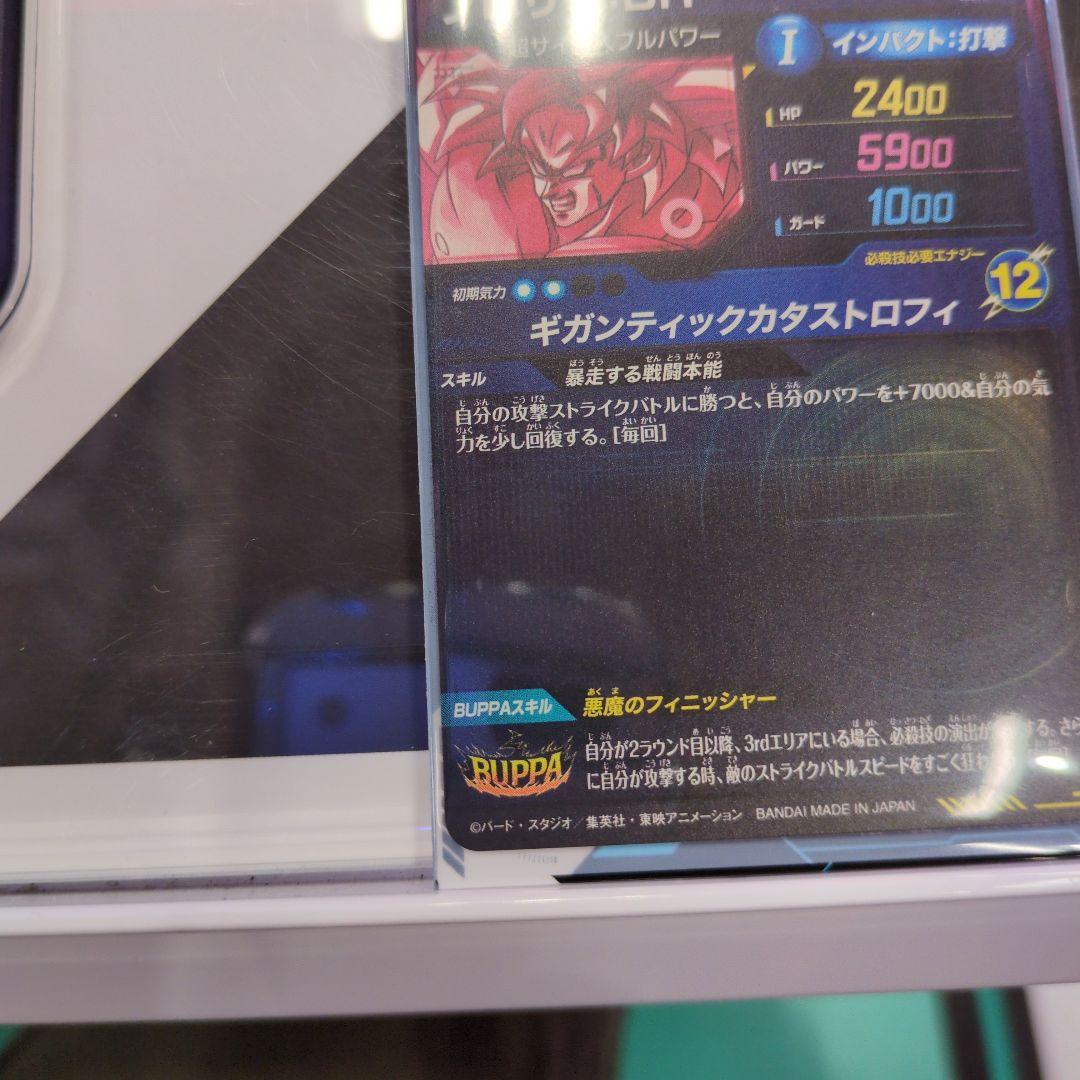 BR
フルパワー
I
インパクト:打撃
HP 2400
パワー 5900
ガード 1000
必殺技必要エナジー 12
初期気力
ギガンティックカタストロフィ
スキル 暴走する戦闘本能
自分の攻撃ストライクバトルに勝つと、自分のパワーを+7000&自分の気
力を少し回復する。[毎回]
BUPPAスキル 悪魔のフィニッシャー
BUPPA
自分が2ラウンド目以降、3rdエリアにいる場合、必殺技の演出が する。さら
に自分が攻撃する時、敵のストライクバトルスピードをすごく
©バード・スタジオ/集英社・東映アニメーション BANDAI MADE IN JAPAN